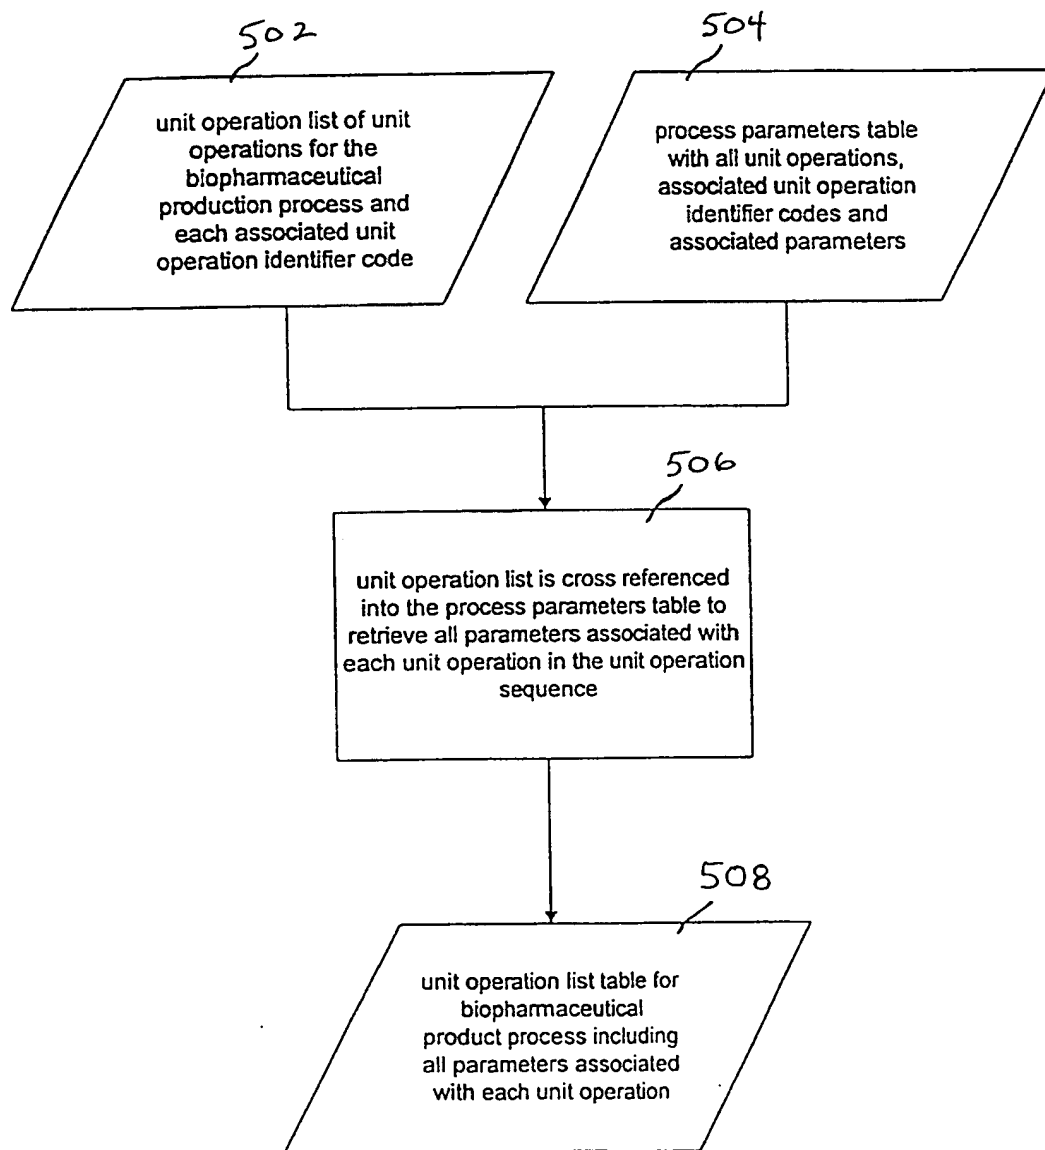 502
504
unit operation list of unit
operations for the
biopharmaceutical
production process and
each associated unit
operation identifier code
process parameters table
with all unit operations,
associated unit operation
identifier codes and
associated parameters
506
unit operation list is cross referenced
into the process parameters table to
retrieve all parameters associated with
each unit operation in the unit operation
sequence
508
unit operation list table for
biopharmaceutical
product process including
all parameters associated
with each unit operation